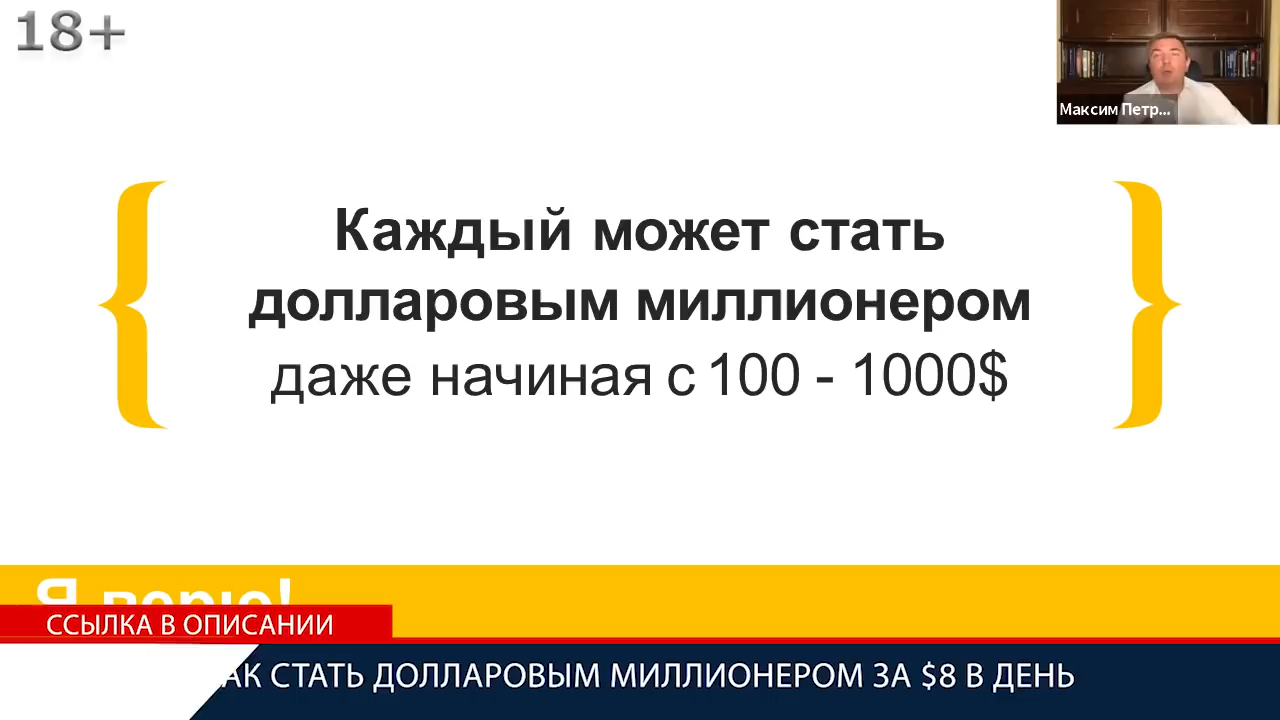 18+
Максим Петр...
Каждый может стать
долларовым миллионером
даже начиная с 100 - 1000$
Я верю!
ССЫЛКА В ОПИСАНИИ
АК СТАТЬ ДОЛЛАРОВЫМ МИЛЛИОНЕРОМ ЗА $8 В ДЕНЬ